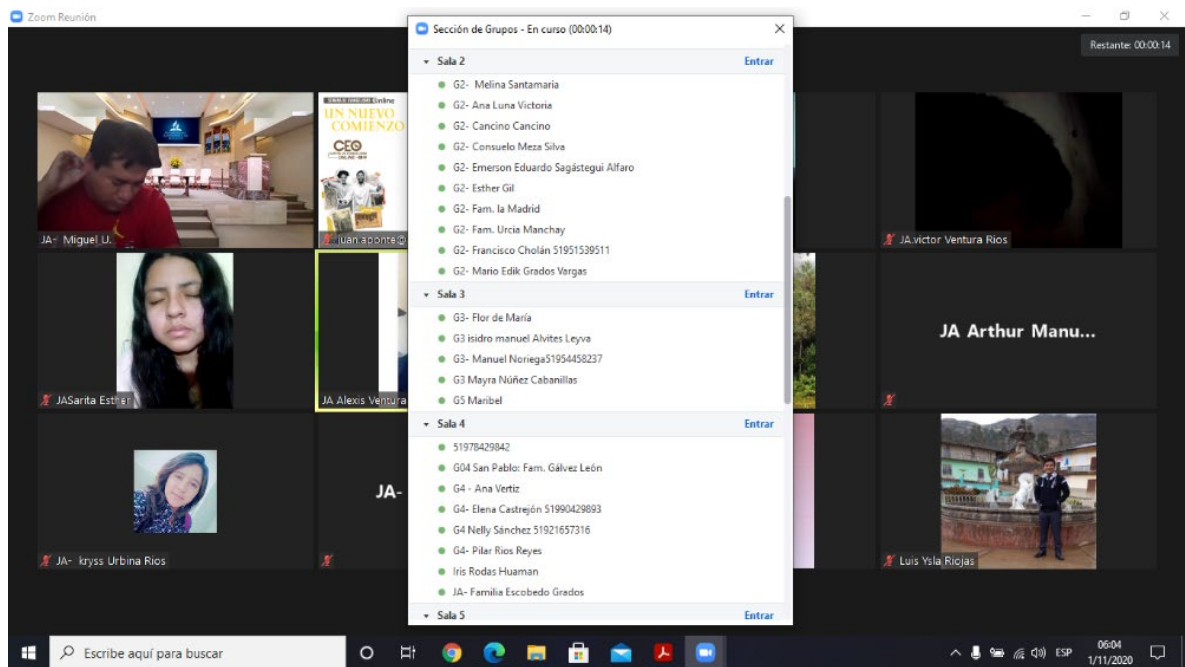 Zoom Reunión
Sección de Grupos - En curso (00:00:14)
Restante: 00:00:14
Sala 2 Entrar
G2- Melina Santamaria
G2- Ana Luna Victoria
G2- Cancino Cancino
G2- Consuelo Meza Silva
G2- Emerson Eduardo Sagástegui Alfaro
G2- Esther Gil
G2- Fam. la Madrid
G2- Fam. Urcia Manchay
G2- Francisco Cholán 51951539511
G2- Mario Edik Grados Vargas
Sala 3 Entrar
G3- Flor de María
G3 isidro manuel Alvites Leyva
G3- Manuel Noriega51954458237
G3 Mayra Núñez Cabanillas
G5 Maribel
Sala 4 Entrar
51978429842
G04 San Pablo: Fam. Gálvez León
G4 - Ana Vertiz
G4- Elena Castrejón 51990429893
G4 Nelly Sánchez 51921657316
G4- Pilar Rios Reyes
Iris Rodas Huaman
JA- Familia Escobedo Grados
Sala 5 Entrar
UN NUEVO
COMIENZO
CEO
JA- Miguel U.
juan.aponte@
JA.victor Ventura Rios
JASarita Esther
JA Alexis Ventura
JA Arthur Manu...
JA- kryss Urbina Rios
JA-
Luis Ysla Riojas
Escribe aquí para buscar
ESP
06:04
1/11/2020